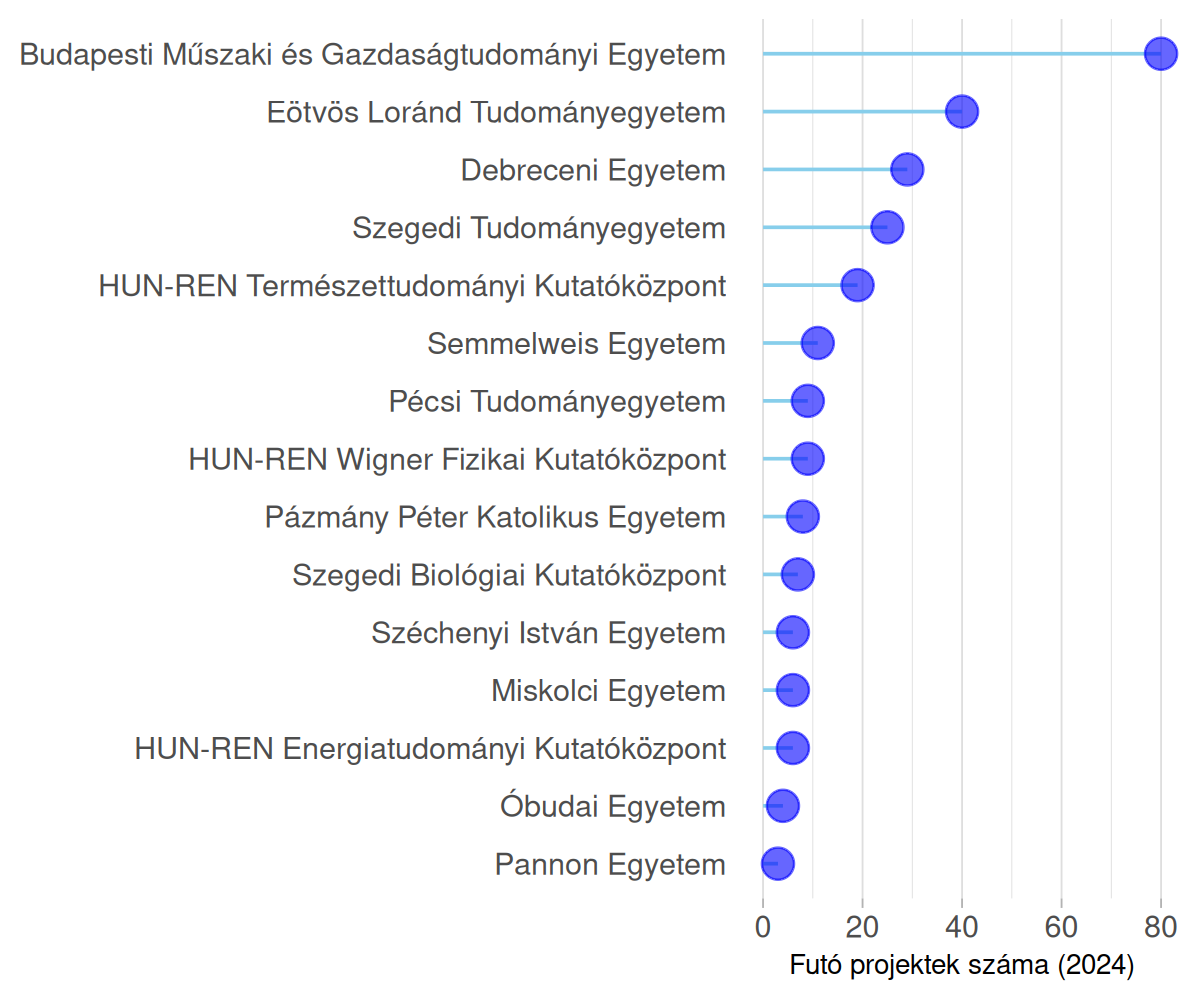 Budapesti Műszaki és Gazdaságtudományi Egyetem
Eötvös Loránd Tudományegyetem
Debreceni Egyetem
Szegedi Tudományegyetem
HUN-REN Természettudományi Kutatóközpont
Semmelweis Egyetem
Pécsi Tudományegyetem
HUN-REN Wigner Fizikai Kutatóközpont
Pázmány Péter Katolikus Egyetem
Szegedi Biológiai Kutatóközpont
Széchenyi István Egyetem
Miskolci Egyetem
HUN-REN Energiatudományi Kutatóközpont
Óbudai Egyetem
Pannon Egyetem
0 20 40 60 80
Futó projektek száma (2024)